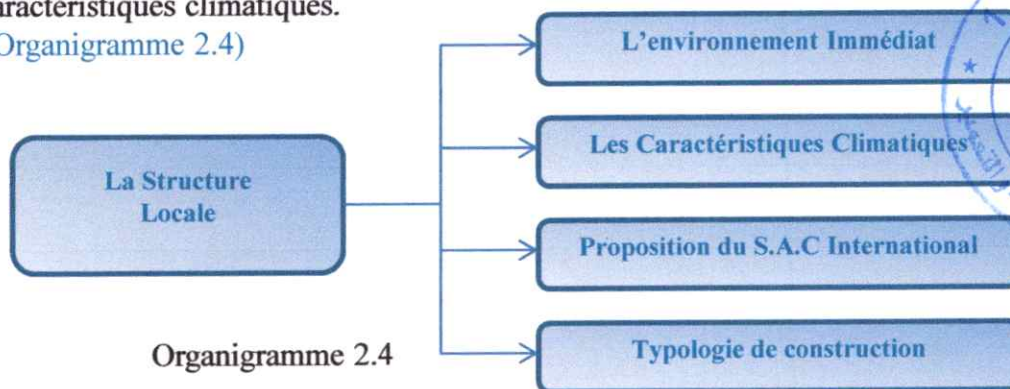 aractéristiques climatiques.
Organigramme 2.4)
L'environnement Immédiat
Les Caractéristiques Climatiques
La Structure
Locale
Proposition du S.A.C International
Typologie de construction
Organigramme 2.4